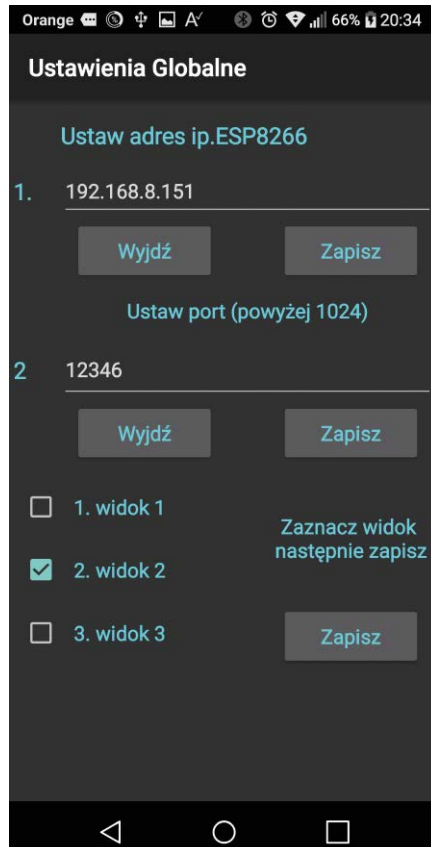 Orange 66% 20:34
Ustawienia Globalne
Ustaw adres ip.ESP8266
1. 192.168.8.151
Wyjdź Zapisz
Ustaw port (powyżej 1024)
2 12346
Wyjdź Zapisz
1. widok 1
Zaznacz widok
następnie zapisz
2. widok 2
3. widok 3 Zapisz